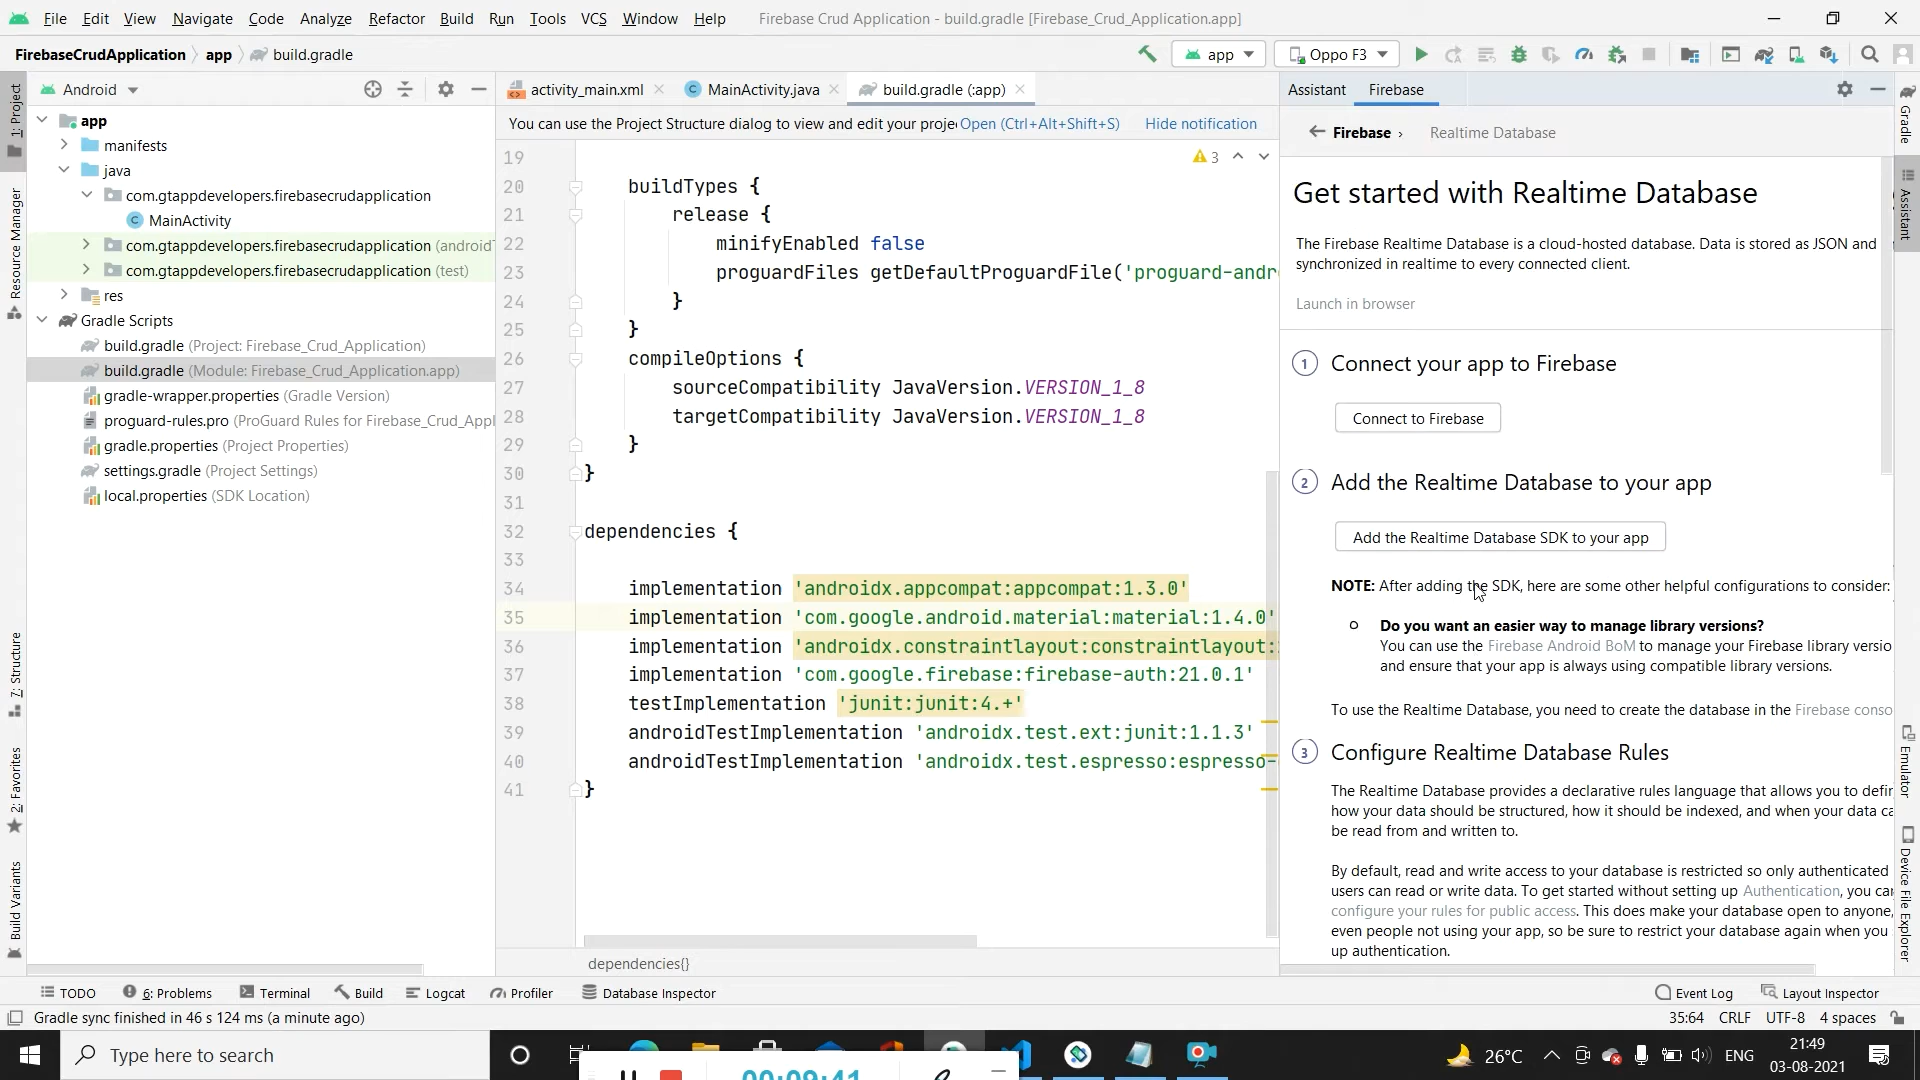 File Edit View Navigate Code Analyze Refactor Build Run Tools VCS Window Help Firebase Crud Application - build.gradle [Firebase_Crud_Application.app]
FirebaseCrudApplication app build.gradle app Oppo F3
Android activity_main.xml MainActivity.java build.gradle (:app) Assistant Firebase
You can use the Project Structure dialog to view and edit your Open (Ctrl+Alt+Shift+S) Hide notification
Firebase › Realtime Database
1: Project
Resource Manager
7: Structure
2: Favorites
Build Variants
app
manifests
java
com.gtappdevelopers.firebasecrudapplication
MainActivity
com.gtappdevelopers.firebasecrudapplication
com.gtappdevelopers.firebasecrudapplication (test)
res
Gradle Scripts
build.gradle (Project: Firebase_Crud_Application)
build.gradle (Module: Firebase_Crud_Application.app)
gradle-wrapper.properties (Gradle Version)
proguard-rules.pro (ProGuard Rules for
gradle.properties (Project Properties)
settings.gradle (Project Settings)
local.properties (SDK Location)
19 3
20 buildTypes {
21 release {
22 minifyEnabled false
23 proguardFiles getDefaultProguardFile(
24 }
25 }
26 compileOptions {
27 sourceCompatibility JavaVersion.VERSION_1_8
28 targetCompatibility JavaVersion.VERSION_1_8
29 }
30 }
31
32 dependencies {
33
34 implementation 'androidx.appcompat:appcompat:1.3.0'
35 implementation 'com.google.android.material:material:1.4.0'
36 implementation 'androidx.constraintlayout:constraintlayout:
37 implementation 'com.google.firebase:firebase-auth:21.0.1'
38 testImplementation 'junit:junit:4.+'
39 androidTestImplementation 'androidx.test.ext:junit:1.1.3'
40 androidTestImplementation 'androidx.test.espresso:espresso-
41 }
dependencies{}
Get started with Realtime Database
The Firebase Realtime Database is a cloud-hosted database. Data is stored as JSON and
synchronized in realtime to every connected client.
Launch in browser
1 Connect your app to Firebase
Connect to Firebase
2 Add the Realtime Database to your app
Add the Realtime Database SDK to your app
NOTE: After adding the SDK, here are some other helpful configurations to consider:
Do you want an easier way to manage library versions?
You can use the Firebase Android BoM to manage your Firebase library
and ensure that your app is always using compatible library versions.
To use the Realtime Database, you need to create the database in the Firebase
3 Configure Realtime Database Rules
The Realtime Database provides a declarative rules language that allows you to
how your data should be structured, how it should be indexed, and when your data
be read from and written to.
By default, read and write access to your database is restricted so only authenticated
users can read or write data. To get started without setting up Authentication, you
configure your rules for public access. This does make your database open to anyone,
even people not using your app, so be sure to restrict your database again when you
up authentication.
Gradle
Assistant
Emulator
Device File Explorer
TODO 6: Problems Terminal Build Logcat Profiler Database Inspector Event Log Layout Inspector
Gradle sync finished in 46 s 124 ms (a minute ago) 35:64 CRLF UTF-8 4 spaces
Type here to search 00:09:41 26°C ENG 21:49
03-08-2021